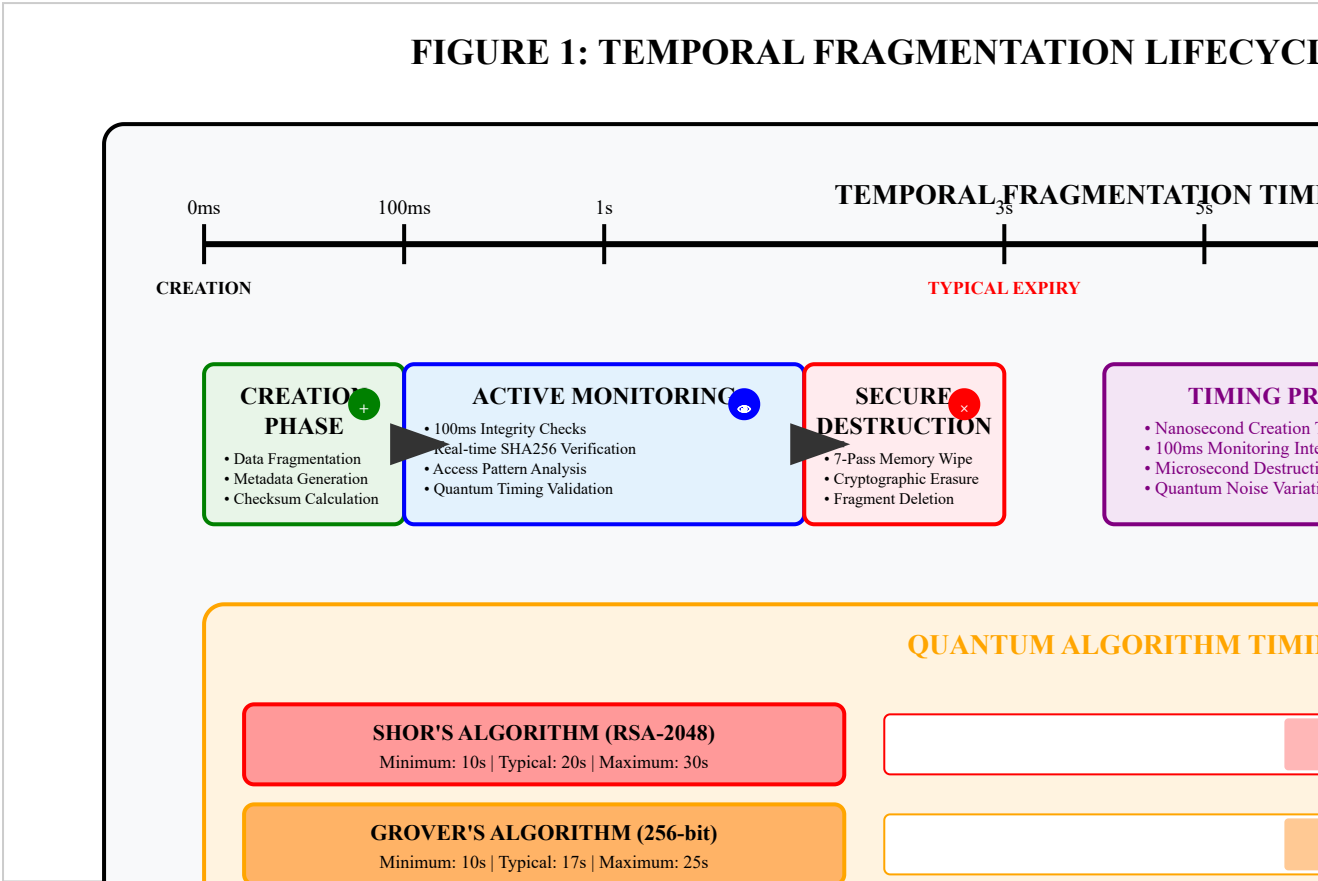 FIGURE 1: TEMPORAL FRAGMENTATION LIFECYCL
TEMPORAL FRAGMENTATION TIM
0ms
100ms
1s
3s
5s
CREATION
TYPICAL EXPIRY
CREATION
PHASE
• Data Fragmentation
• Metadata Generation
• Checksum Calculation
+
ACTIVE MONITORING
• 100ms Integrity Checks
• Real-time SHA256 Verification
• Access Pattern Analysis
• Quantum Timing Validation
SECURE
DESTRUCTION
• 7-Pass Memory Wipe
• Cryptographic Erasure
• Fragment Deletion
×
TIMING PR
• Nanosecond Creation T
• 100ms Monitoring Inte
• Microsecond Destructi
• Quantum Noise Variati
QUANTUM ALGORITHM TIMI
SHOR'S ALGORITHM (RSA-2048)
Minimum: 10s | Typical: 20s | Maximum: 30s
GROVER'S ALGORITHM (256-bit)
Minimum: 10s | Typical: 17s | Maximum: 25s